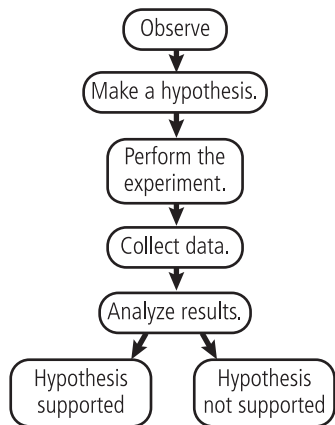 Observe
Make a hypothesis.
Perform the
experiment.
Collect data.
Analyze results.
Hypothesis
supported
Hypothesis
not supported